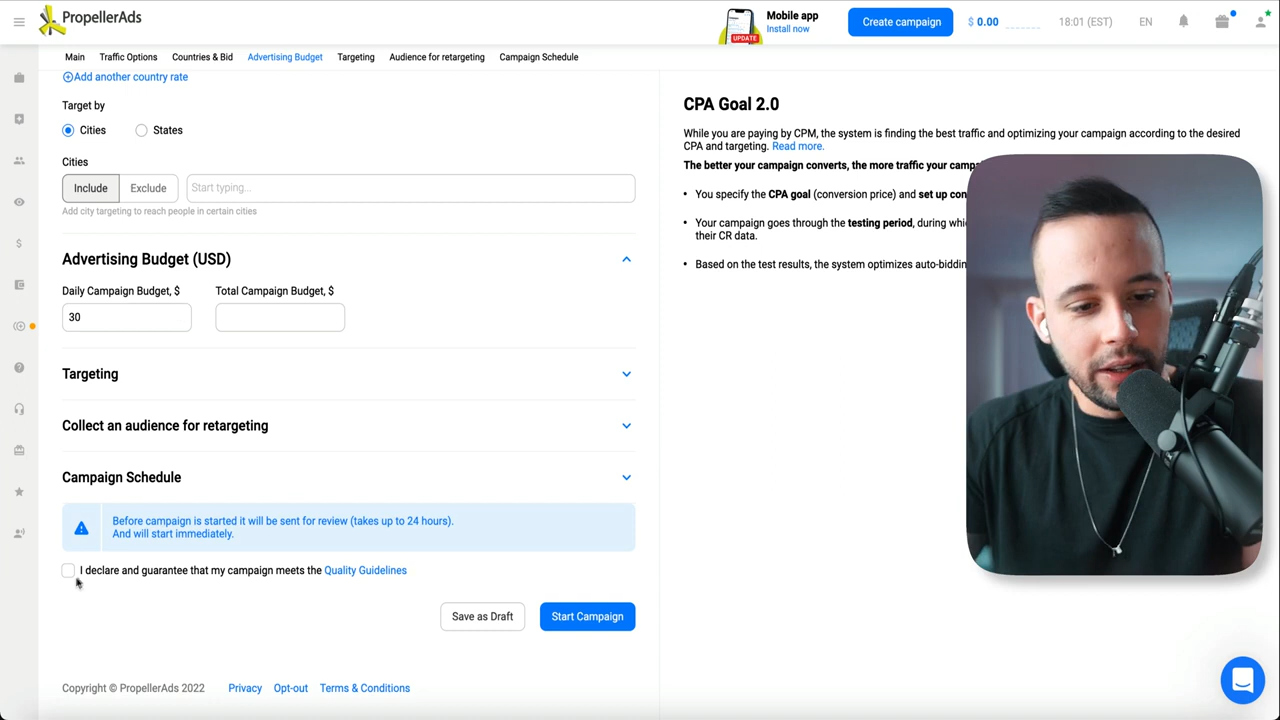 PropellerAds
UPDATE
Mobile app
Install now
Create campaign
$ 0.00
18:01 (EST)
EN
Main
Traffic Options
Countries & Bid
Advertising Budget
Targeting
Audience for retargeting
Campaign Schedule
Add another country rate
Target by
Cities
States
Cities
Include
Exclude
Start typing...
Add city targeting to reach people in certain cities
Advertising Budget (USD)
Daily Campaign Budget, $
Total Campaign Budget, $
30
Targeting
Collect an audience for retargeting
Campaign Schedule
Before campaign is started it will be sent for review (takes up to 24 hours).
And will start immediately.
I declare and guarantee that my campaign meets the Quality Guidelines
Save as Draft
Start Campaign
Copyright © PropellerAds 2022
Privacy
Opt-out
Terms & Conditions
CPA Goal 2.0
While you are paying by CPM, the system is finding the best traffic and optimizing your campaign according to the desired
CPA and targeting. Read more.
The better your campaign converts, the more traffic your
• You specify the CPA goal (conversion price) and set up
• Your campaign goes through the testing period, during
their CR data.
• Based on the test results, the system optimizes